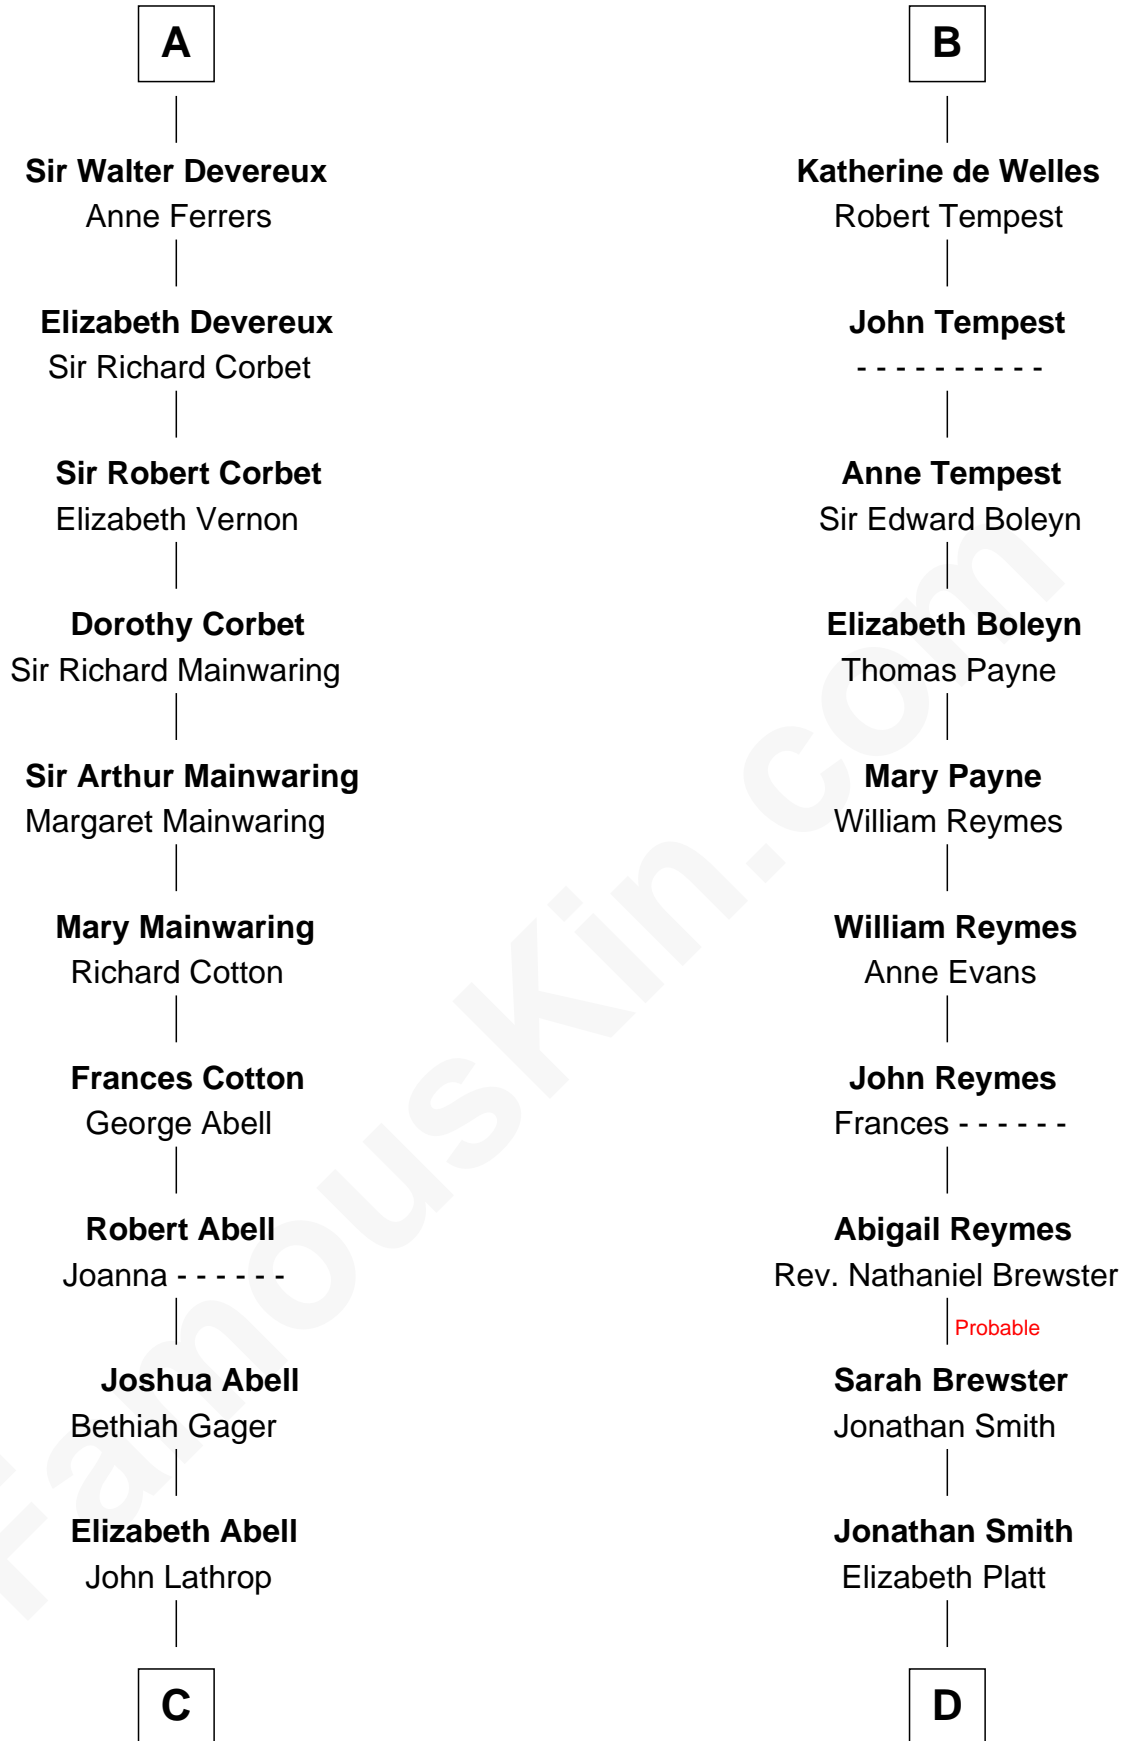 A
Sir Walter Devereux
Anne Ferrers
Elizabeth Devereux
Sir Richard Corbet
Sir Robert Corbet
Elizabeth Vernon
Dorothy Corbet
Sir Richard Mainwaring
Sir Arthur Mainwaring
Margaret Mainwaring
Mary Mainwaring
Richard Cotton
Frances Cotton
George Abell
Robert Abell
Joanna - - - - - -
Joshua Abell
Bethiah Gager
Elizabeth Abell
John Lathrop
C
B
Katherine de Welles
Robert Tempest
John Tempest
- - - - - - - - - -
Anne Tempest
Sir Edward Boleyn
Elizabeth Boleyn
Thomas Payne
Mary Payne
William Reymes
William Reymes
Anne Evans
John Reymes
Frances - - - - - -
Abigail Reymes
Rev. Nathaniel Brewster
Probable
Sarah Brewster
Jonathan Smith
Jonathan Smith
Elizabeth Platt
D
FamousKin.com